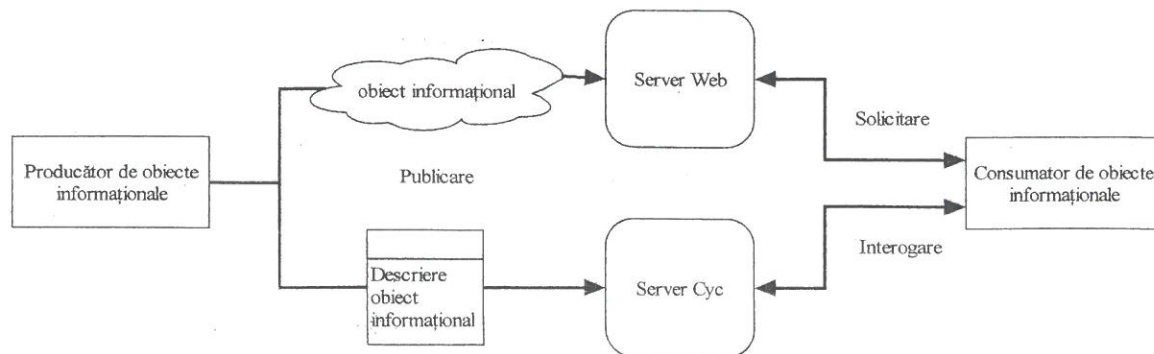 obiect informațional
Server Web
Solicitare
Producător de obiecte
informaționale
Publicare
Consumator de obiecte
informaționale
Descriere
obiect
informațional
Server Cyc
Interogare